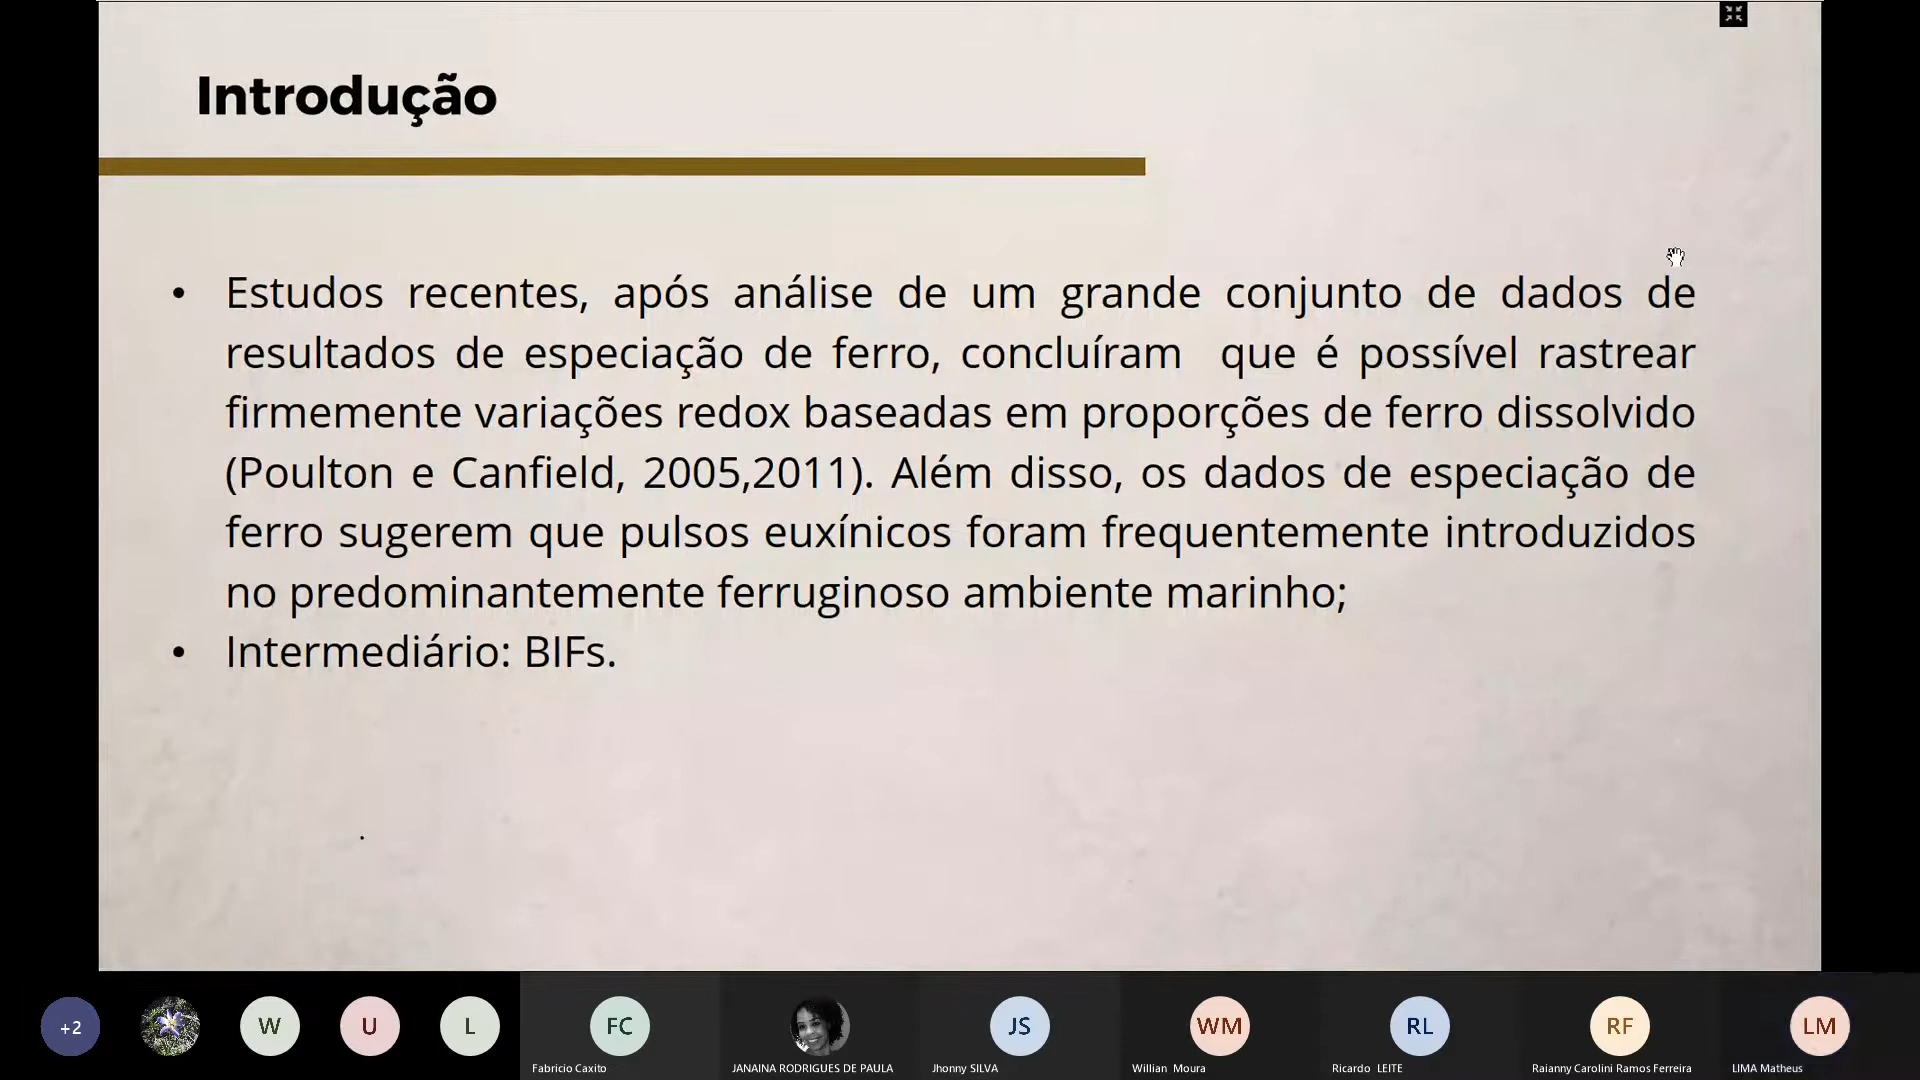 Introdução
• Estudos recentes, após análise de um grande conjunto de dados de
resultados de especiação de ferro, concluíram que é possível rastrear
firmemente variações redox baseadas em proporções de ferro dissolvido
(Poulton e Canfield, 2005,2011). Além disso, os dados de especiação de
ferro sugerem que pulsos euxínicos foram frequentemente introduzidos
no predominantemente ferruginoso ambiente marinho;
• Intermediário: BIFs.
.
+2 W U L FC JS WM RL RF LM
Fabricio Caxito JANAINA RODRIGUES DE PAULA Jhonny SILVA Willian Moura Ricardo LEITE Raianny Carolini Ramos Ferreira LIMA Matheus